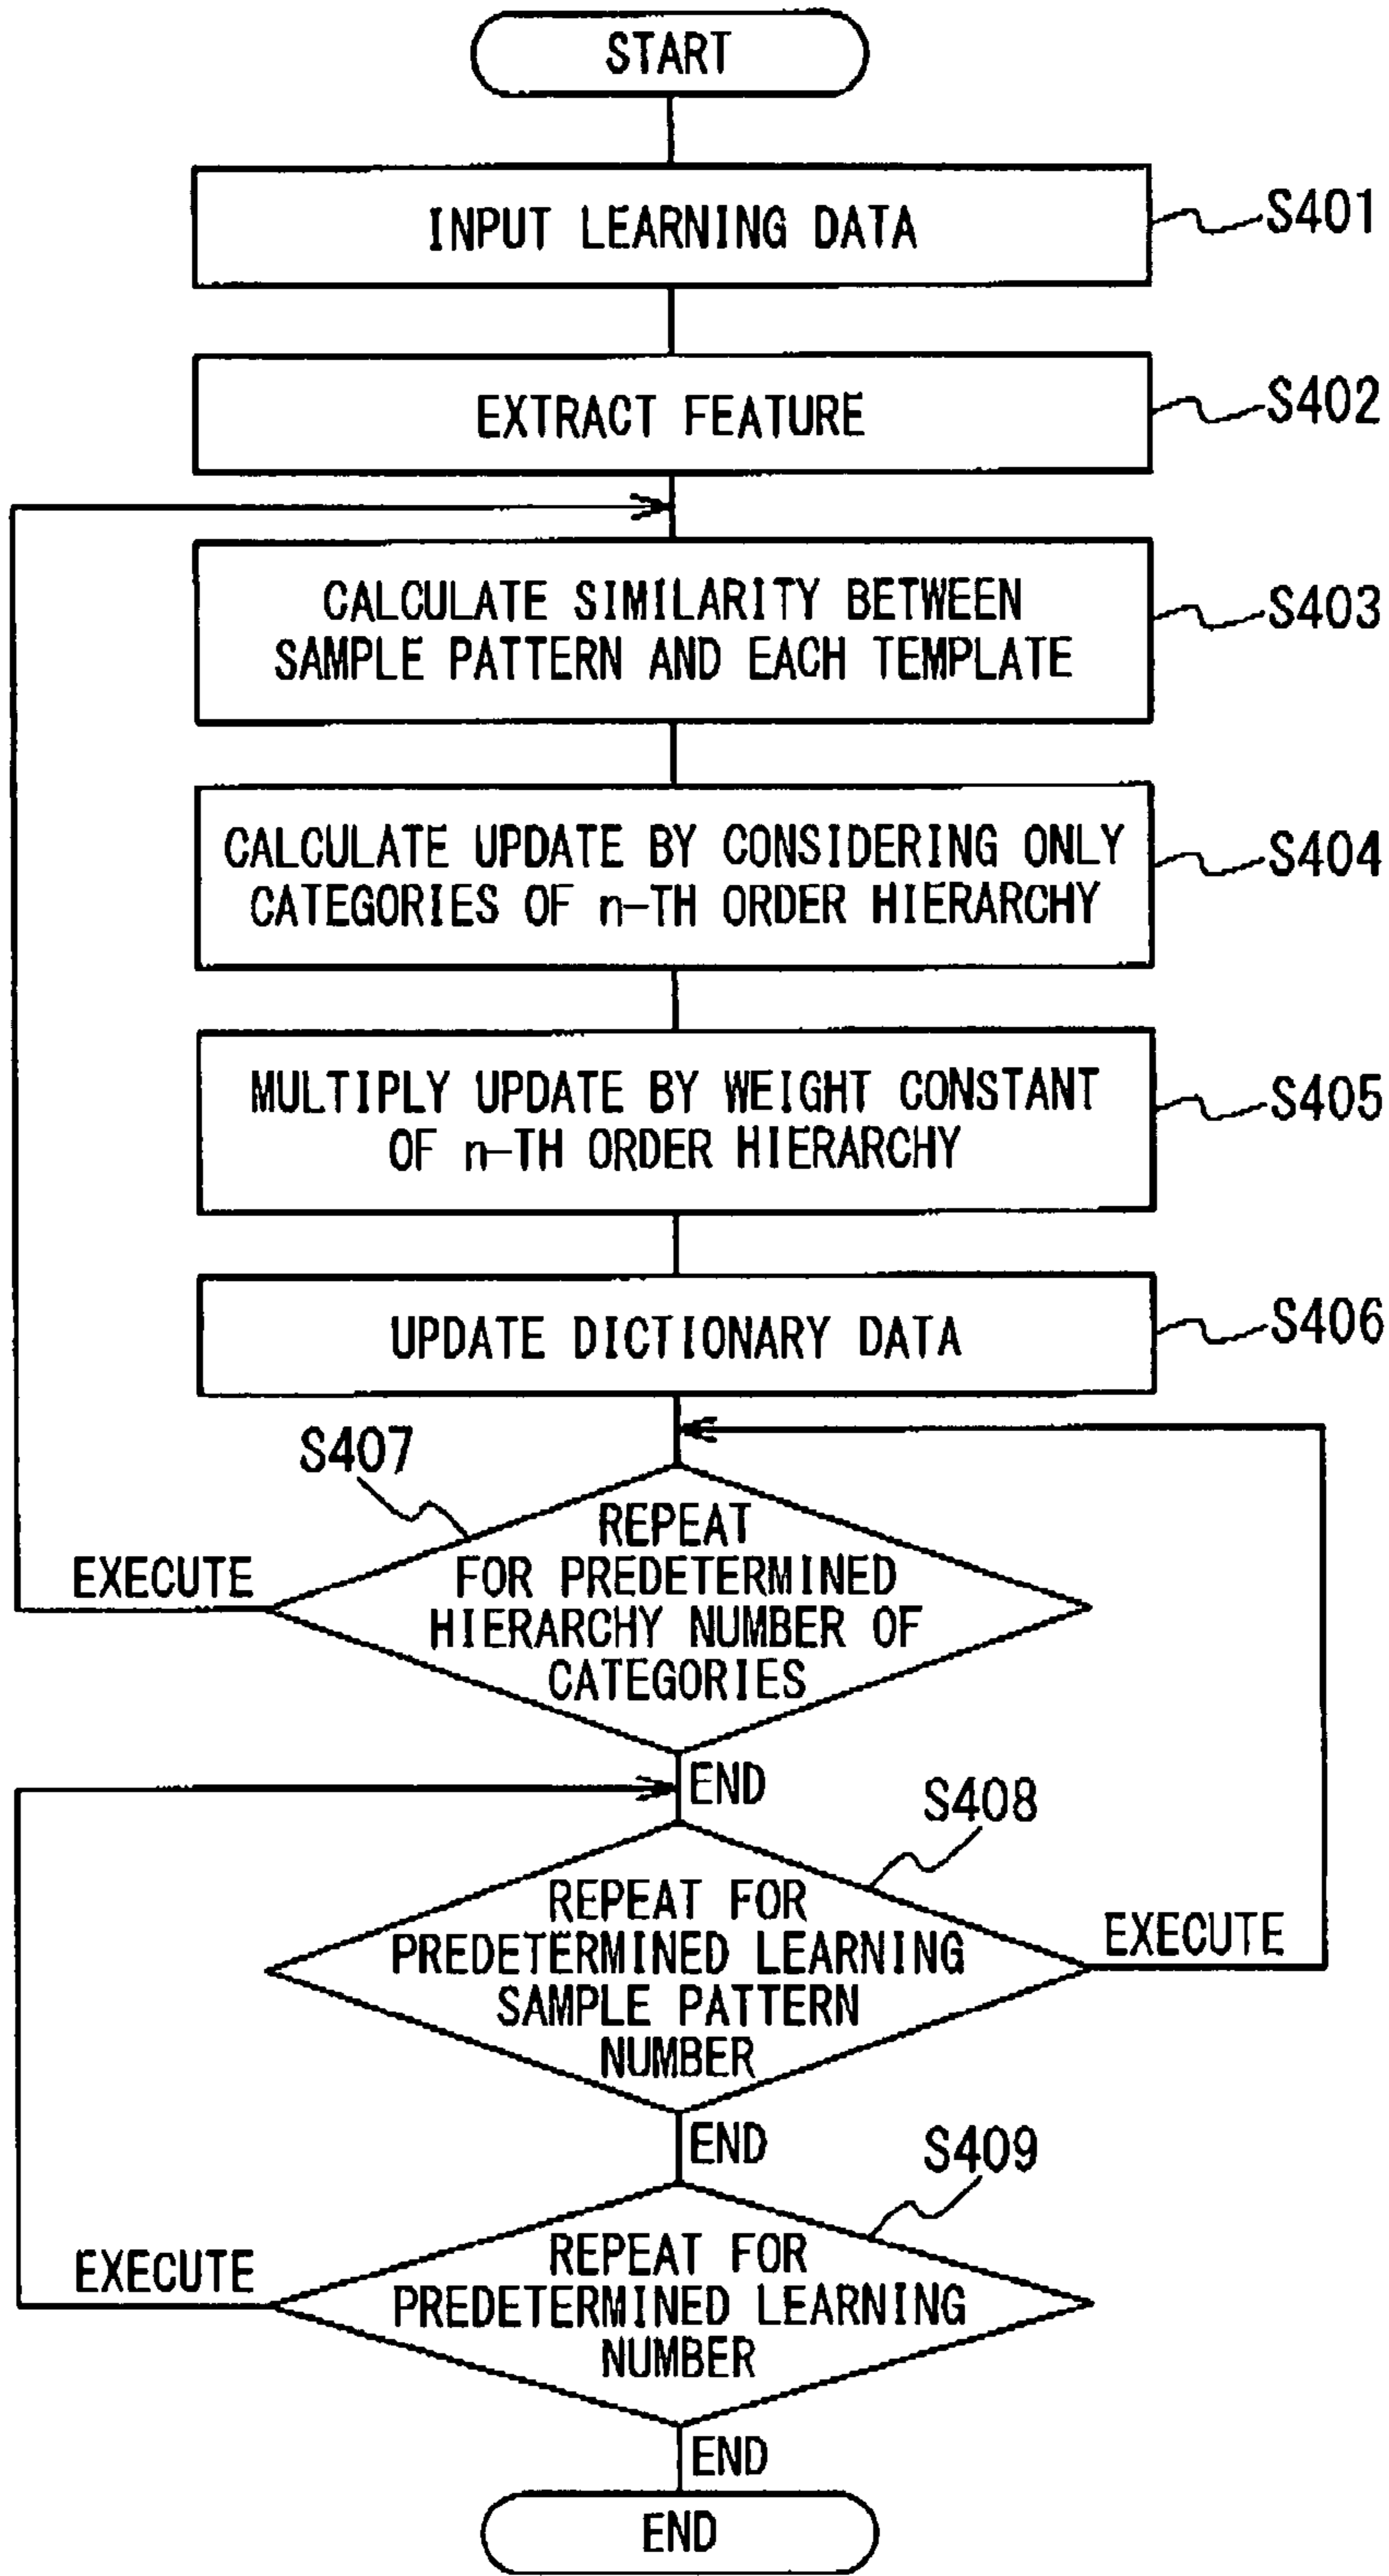 START
INPUT LEARNING DATA
S401
EXTRACT FEATURE
S402
CALCULATE SIMILARITY BETWEEN
SAMPLE PATTERN AND EACH TEMPLATE
S403
CALCULATE UPDATE BY CONSIDERING ONLY
CATEGORIES OF n-TH ORDER HIERARCHY
S404
MULTIPLY UPDATE BY WEIGHT CONSTANT
OF n-TH ORDER HIERARCHY
S405
UPDATE DICTIONARY DATA
S406
S407
REPEAT
FOR PREDETERMINED
HIERARCHY NUMBER OF
CATEGORIES
EXECUTE
END
S408
REPEAT FOR
PREDETERMINED LEARNING
SAMPLE PATTERN
NUMBER
EXECUTE
END
S409
REPEAT FOR
PREDETERMINED LEARNING
NUMBER
EXECUTE
END
END